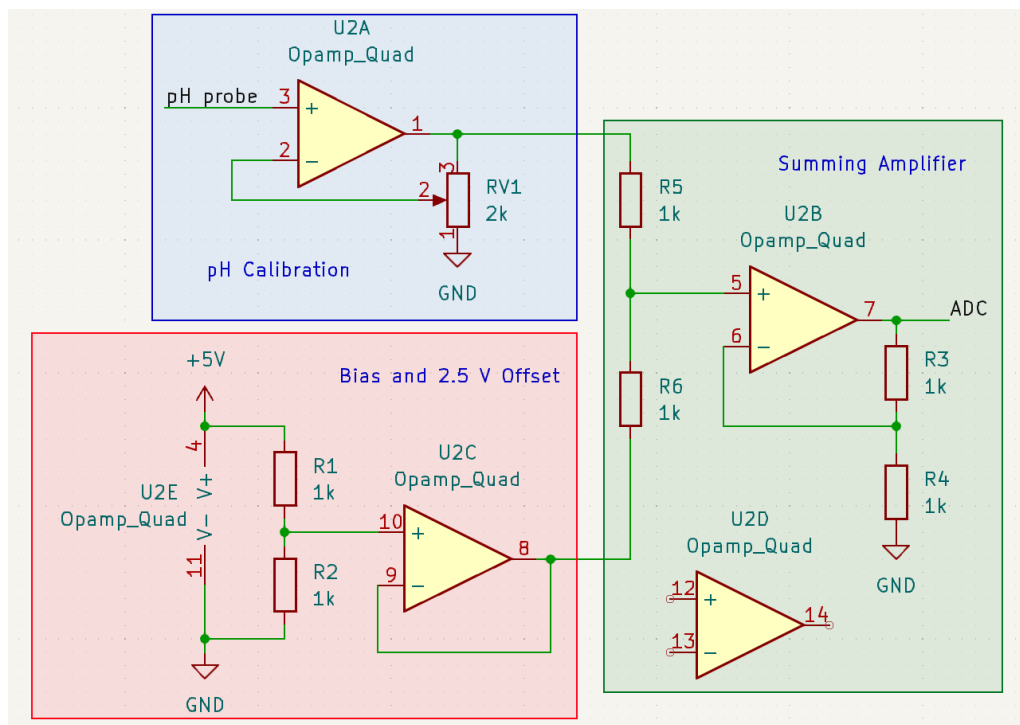 U2A
Opamp_Quad
pH probe
3
+
1
2
−
3
2
RV1
2k
1
GND
pH Calibration
Summing Amplifier
R5
1k
U2B
Opamp_Quad
5
+
7
ADC
6
−
R3
1k
R6
1k
R4
1k
GND
+5V
Bias and 2.5 V Offset
4
V+
U2E
Opamp_Quad
V−
11
R1
1k
R2
1k
GND
U2C
Opamp_Quad
10
+
8
9
−
U2D
Opamp_Quad
12
+
14
13
−